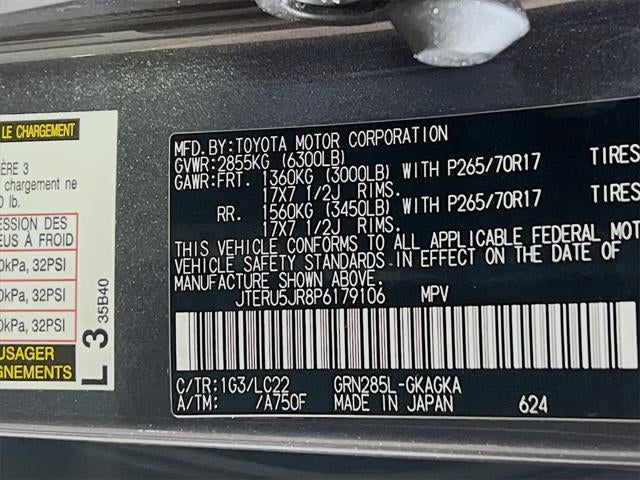 LE CHARGEMENT
ÈRE 3
chargement ne
0 lb.
ESSION DES
EUS À FROID
0kPa, 32PSI
0kPa, 32PSI
0kPa, 32PSI
USAGER
GNEMENTS
L 3
35B40
MFD.BY:TOYOTA MOTOR CORPORATION
GVWR:2855KG (6300LB)
GAWR:FRT. 1360KG (3000LB) WITH P265/70R17 TIRES
17X7 1/2J RIMS.
RR. 1560KG (3450LB) WITH P265/70R17 TIRES
17X7 1/2J RIMS.
THIS VEHICLE CONFORMS TO ALL APPLICABLE FEDERAL MOT
VEHICLE SAFETY STANDARDS IN EFFECT ON THE DATE OF
MANUFACTURE SHOWN ABOVE.
JTERU5JR8P6179106 MPV
C/TR:1G3/LC22 GRN285L-GKAGKA
A/TM: /A750F MADE IN JAPAN 624